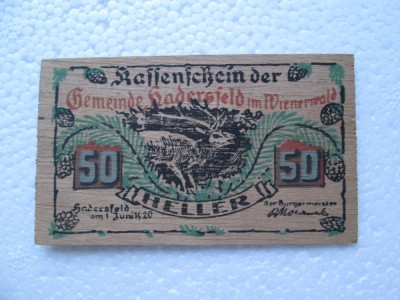 Kassenschein der
Gemeinde Hadersfeld im Wienerwald
50 50
HELLER
Hadersfeld der Bürgermeister
am 1. Juni 1920